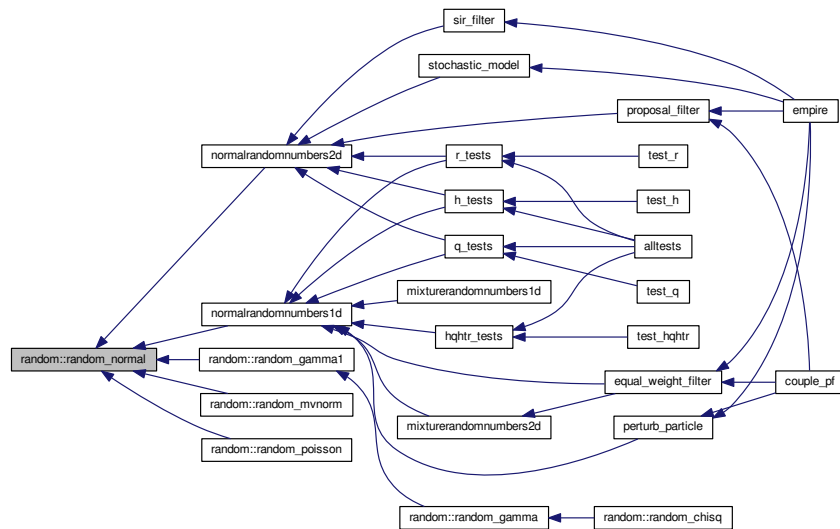 sir_filter
stochastic_model
empire
proposal_filter
normalrandomnumbers2d
r_tests
test_r
h_tests
test_h
q_tests
alltests
mixturerandomnumbers1d
test_q
normalrandomnumbers1d
hqhtr_tests
test_hqhtr
random::random_normal
random::random_gamma1
equal_weight_filter
couple_pf
random::random_mvnorm
mixturerandomnumbers2d
perturb_particle
random::random_poisson
random::random_gamma
random::random_chisq